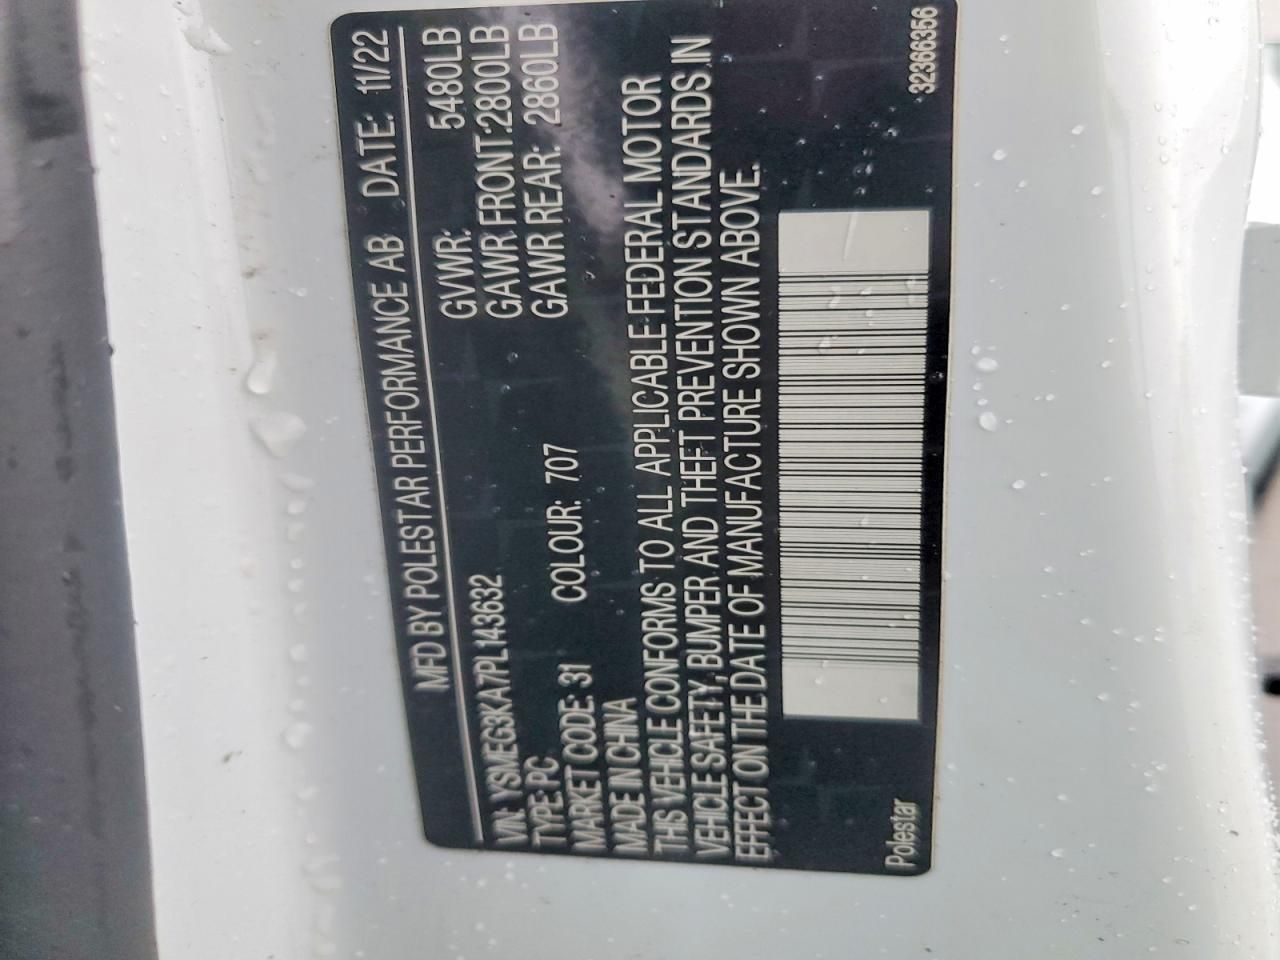 MFD BY POLESTAR PERFORMANCE AB DATE: 11/22
VIN: YSMEG3KA7PL143632 GVWR: 5480LB
TYPE: PC GAWR FRONT:2800LB
MARKET CODE: 31 COLOUR: 707 GAWR REAR: 2860LB
MADE IN CHINA
THIS VEHICLE CONFORMS TO ALL APPLICABLE FEDERAL MOTOR
VEHICLE SAFETY, BUMPER AND THEFT PREVENTION STANDARDS IN
EFFECT ON THE DATE OF MANUFACTURE SHOWN ABOVE.
Polestar 32366356